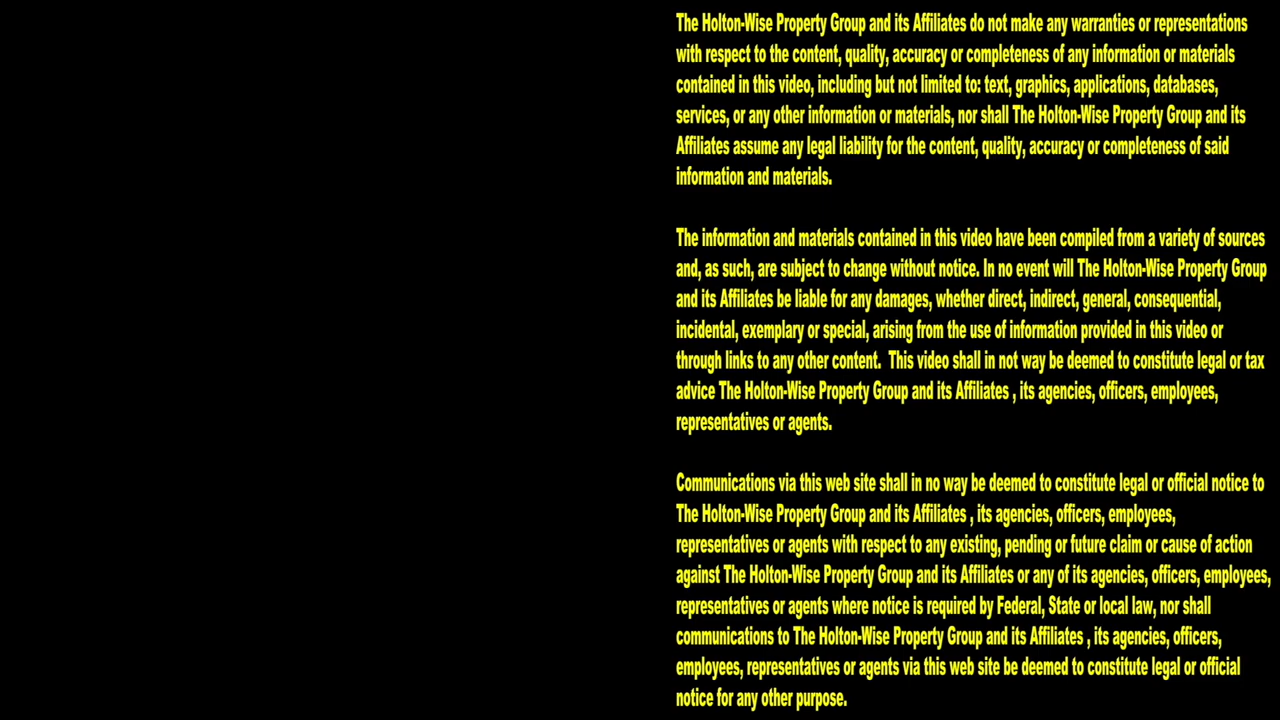 The Holton-Wise Property Group and its Affiliates do not make any warranties or representations
with respect to the content, quality, accuracy or completeness of any information or materials
contained in this video, including but not limited to: text, graphics, applications, databases,
services, or any other information or materials, nor shall The Holton-Wise Property Group and its
Affiliates assume any legal liability for the content, quality, accuracy or completeness of said
information and materials.
The information and materials contained in this video have been compiled from a variety of sources
and, as such, are subject to change without notice. In no event will The Holton-Wise Property Group
and its Affiliates be liable for any damages, whether direct, indirect, general, consequential,
incidental, exemplary or special, arising from the use of information provided in this video or
through links to any other content.  This video shall in not way be deemed to constitute legal or tax
advice The Holton-Wise Property Group and its Affiliates , its agencies, officers, employees,
representatives or agents.
Communications via this web site shall in no way be deemed to constitute legal or official notice to
The Holton-Wise Property Group and its Affiliates , its agencies, officers, employees,
representatives or agents with respect to any existing, pending or future claim or cause of action
against The Holton-Wise Property Group and its Affiliates or any of its agencies, officers, employees,
representatives or agents where notice is required by Federal, State or local law, nor shall
communications to The Holton-Wise Property Group and its Affiliates , its agencies, officers,
employees, representatives or agents via this web site be deemed to constitute legal or official
notice for any other purpose.